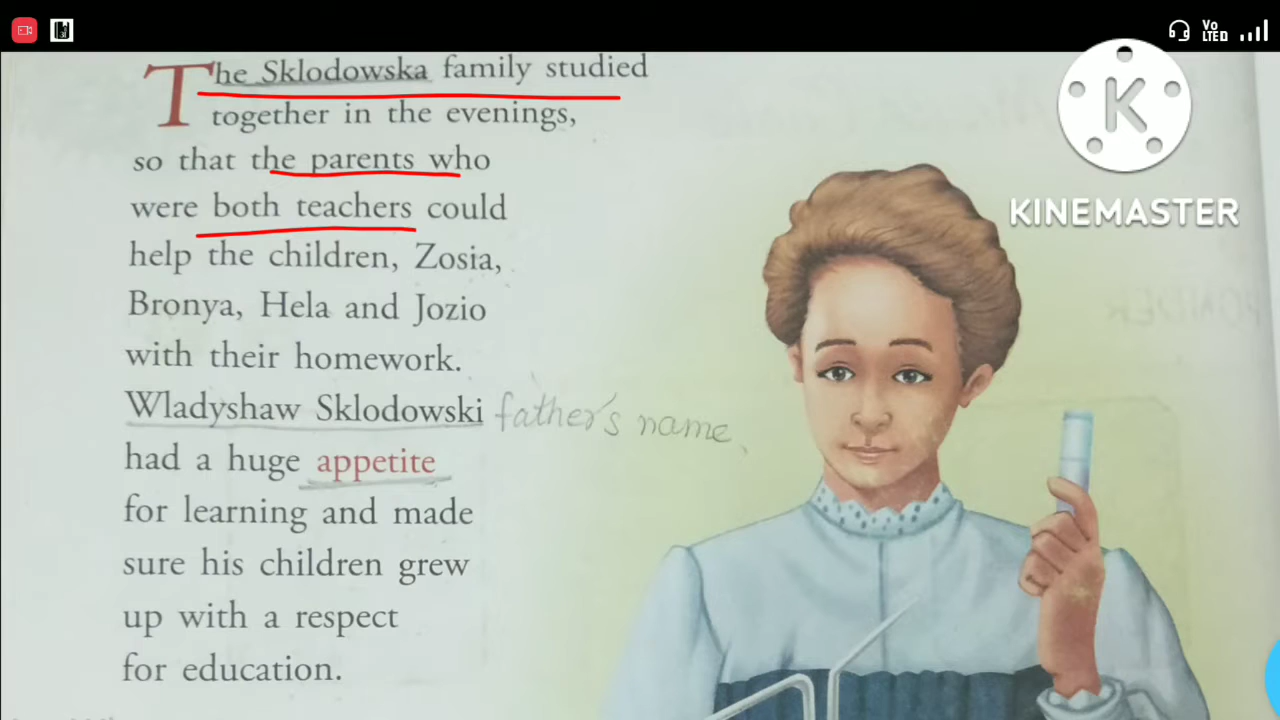 Vo
LTED
The Sklodowska family studied
together in the evenings,
so that the parents who
were both teachers could
help the children, Zosia,
Bronya, Hela and Jozio
with their homework.
Wladyshaw Sklodowski father's name
had a huge appetite
for learning and made
sure his children grew
up with a respect
for education.
K
KINEMASTER